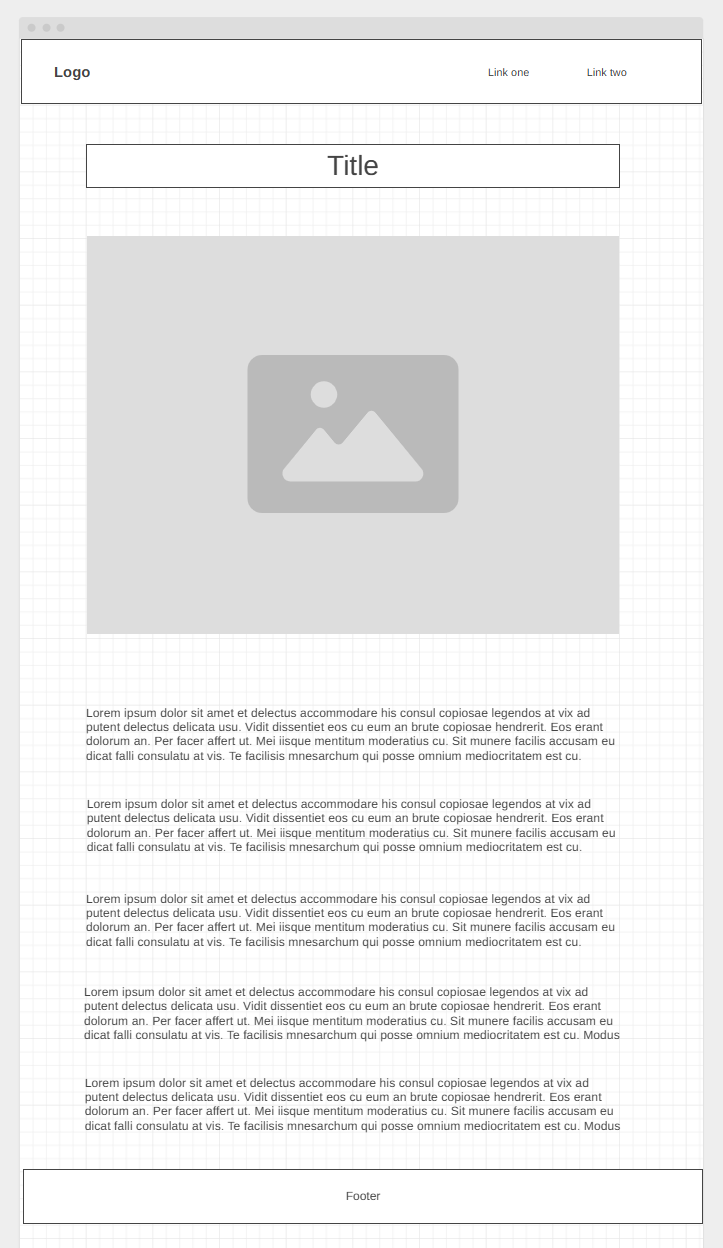 Logo
Link one
Link two
Title
Lorem ipsum dolor sit amet et delectus accommodare his consul copiosae legendos at vix ad
putent delectus delicata usu. Vidit dissentiet eos cu eum an brute copiosae hendrerit. Eos erant
dolorum an. Per facer affert ut. Mei iisque mentitum moderatius cu. Sit munere facilis accusam eu
dicat falli consulatu at vis. Te facilisis mnesarchum qui posse omnium mediocritatem est cu.
Lorem ipsum dolor sit amet et delectus accommodare his consul copiosae legendos at vix ad
putent delectus delicata usu. Vidit dissentiet eos cu eum an brute copiosae hendrerit. Eos erant
dolorum an. Per facer affert ut. Mei iisque mentitum moderatius cu. Sit munere facilis accusam eu
dicat falli consulatu at vis. Te facilisis mnesarchum qui posse omnium mediocritatem est cu.
Lorem ipsum dolor sit amet et delectus accommodare his consul copiosae legendos at vix ad
putent delectus delicata usu. Vidit dissentiet eos cu eum an brute copiosae hendrerit. Eos erant
dolorum an. Per facer affert ut. Mei iisque mentitum moderatius cu. Sit munere facilis accusam eu
dicat falli consulatu at vis. Te facilisis mnesarchum qui posse omnium mediocritatem est cu.
Lorem ipsum dolor sit amet et delectus accommodare his consul copiosae legendos at vix ad
putent delectus delicata usu. Vidit dissentiet eos cu eum an brute copiosae hendrerit. Eos erant
dolorum an. Per facer affert ut. Mei iisque mentitum moderatius cu. Sit munere facilis accusam eu
dicat falli consulatu at vis. Te facilisis mnesarchum qui posse omnium mediocritatem est cu. Modus
Lorem ipsum dolor sit amet et delectus accommodare his consul copiosae legendos at vix ad
putent delectus delicata usu. Vidit dissentiet eos cu eum an brute copiosae hendrerit. Eos erant
dolorum an. Per facer affert ut. Mei iisque mentitum moderatius cu. Sit munere facilis accusam eu
dicat falli consulatu at vis. Te facilisis mnesarchum qui posse omnium mediocritatem est cu. Modus
Footer